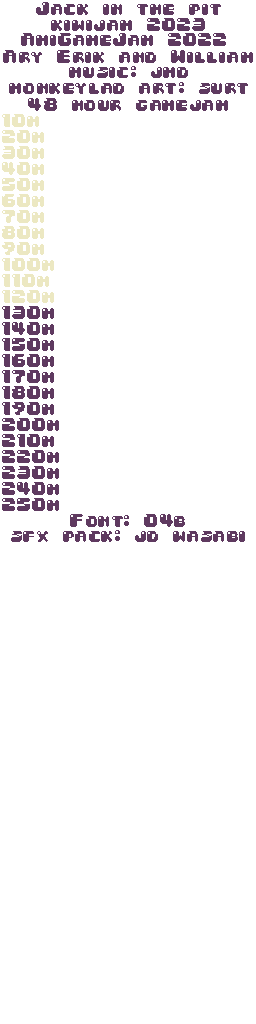 Jack in the pit
kiwijam 2023
AmiGameJam 2022
Ary Erik and William
music: JMD
monkeylad art: surt
48 hour gamejam
10m
20m
30m
40m
50m
60m
70m
80m
90m
100m
110m
120m
130m
140m
150m
160m
170m
180m
190m
200m
210m
220m
230m
240m
250m
Font: 04b
sfx pack: jd wasabi